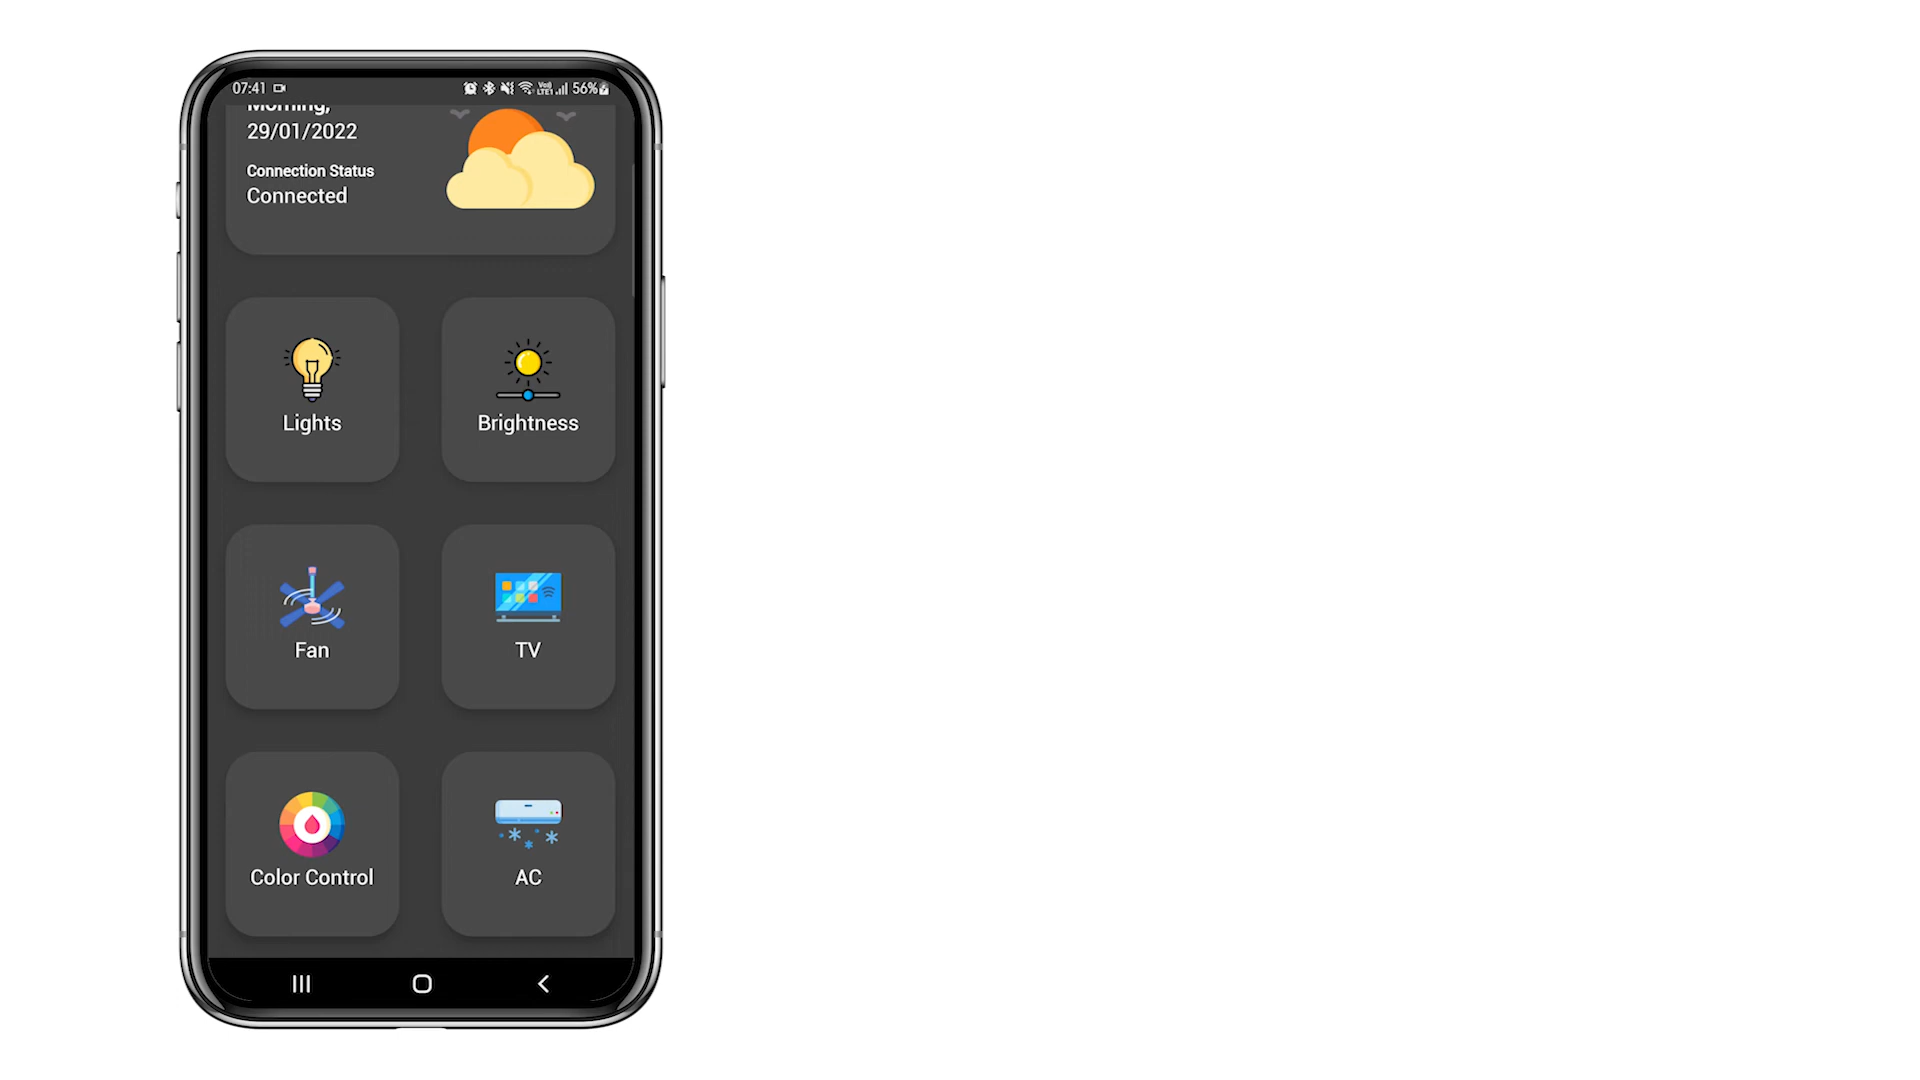 07:41 56%
Morning,
29/01/2022
Connection Status
Connected
Lights Brightness
Fan TV
Color Control AC